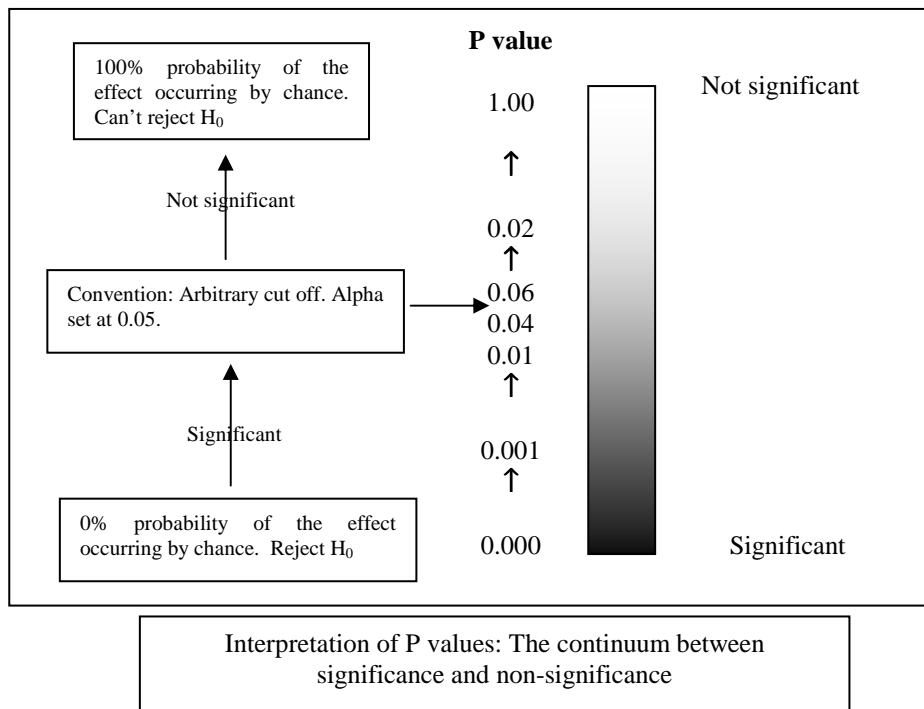 100% probability of the
effect occurring by chance.
Can't reject H₀
Not significant
Convention: Arbitrary cut off. Alpha
set at 0.05.
Significant
0% probability of the effect
occurring by chance. Reject H₀
P value
1.00
↑
0.02
↑
0.06
0.04
0.01
↑
0.001
↑
0.000
Not significant
Significant
Interpretation of P values: The continuum between
significance and non-significance